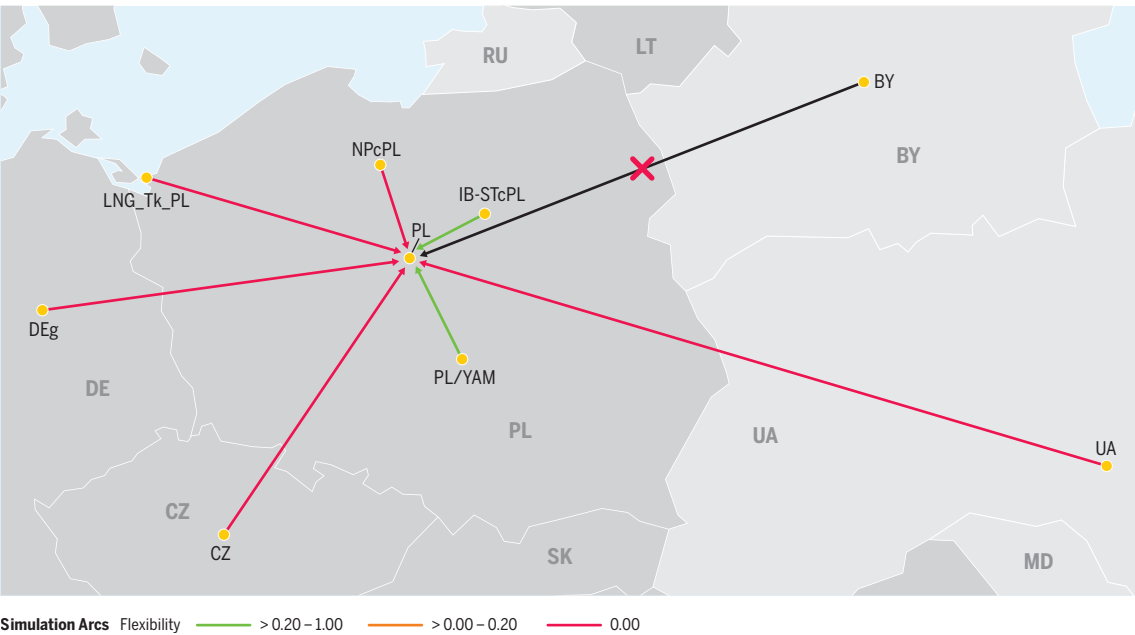 RU
LT
BY
BY
NPcPL
LNG_Tk_PL
IB-STcPL
PL
DEg
PL/YAM
DE
PL
UA
UA
CZ
CZ
SK
MD
Simulation Arcs Flexibility > 0.20 – 1.00 > 0.00 – 0.20 0.00